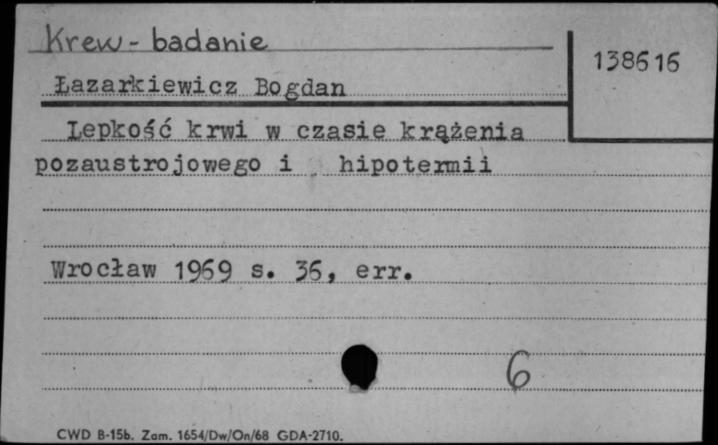 Krew - badanie
138616
Łazarkiewicz Bogdan
Lepkość krwi w czasie krążenia
pozaustrojowego i hipotermii
Wrocław 1969 s. 36, err.
6
CWD B-15b. Zam. 1654/Dw/On/68 GDA-2710.